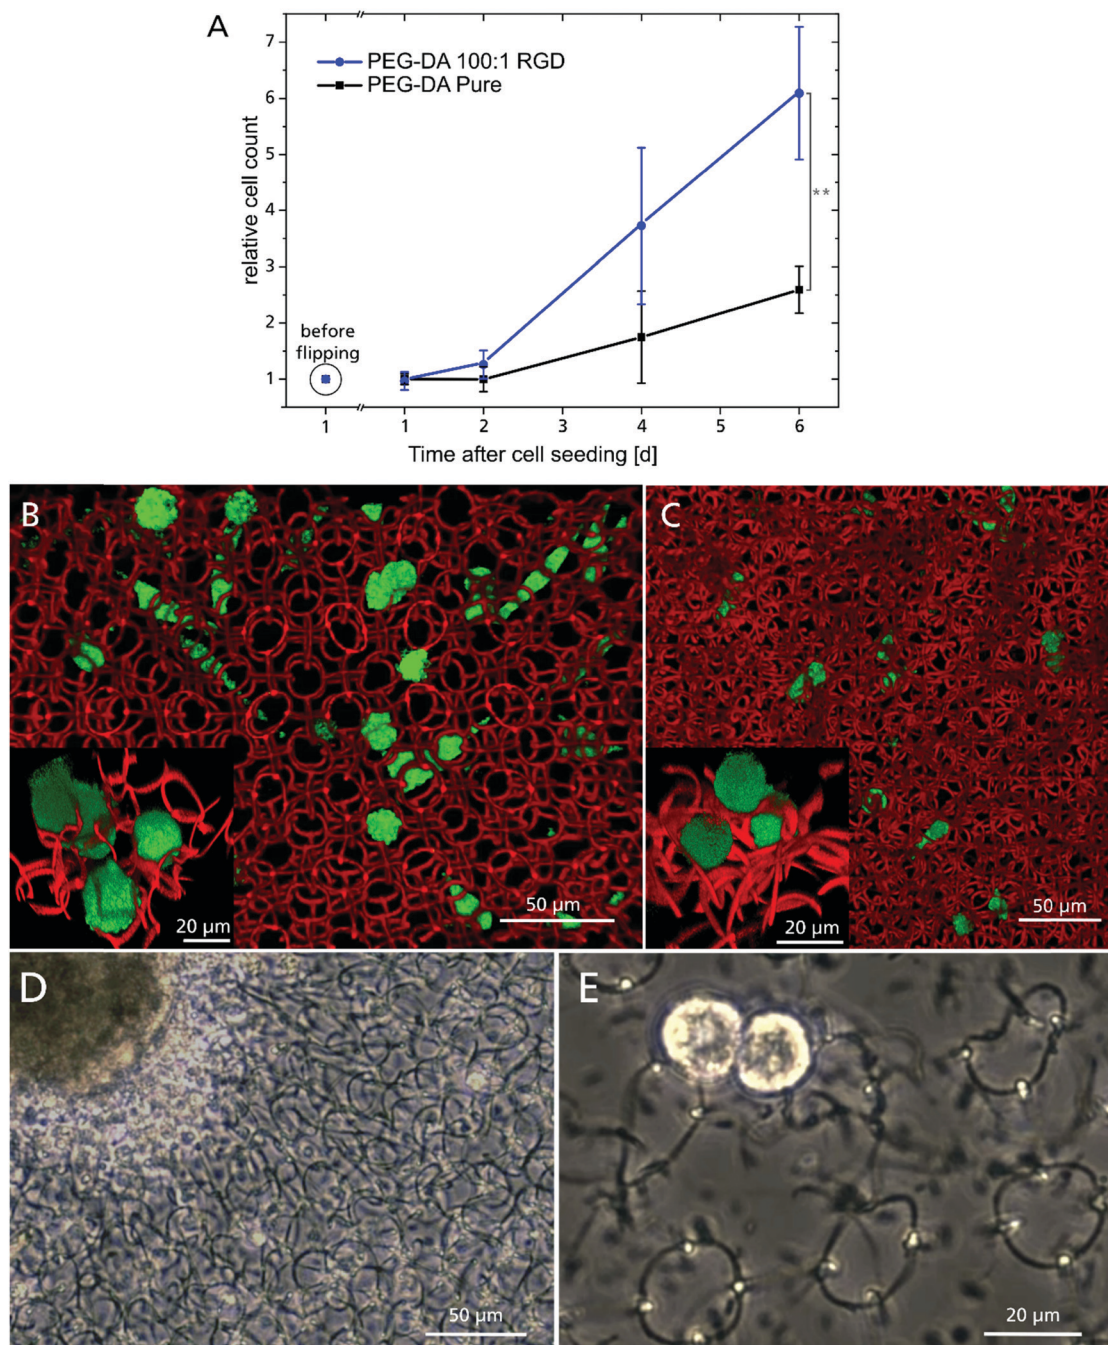 A
7
PEG-DA 100:1 RGD
PEG-DA Pure
6
5
4
3
2
1
relative cell count
**
before
flipping
1 1 2 3 4 5 6
Time after cell seeding [d]
B
C
50 µm
50 µm
20 µm
20 µm
D
E
50 µm
20 µm